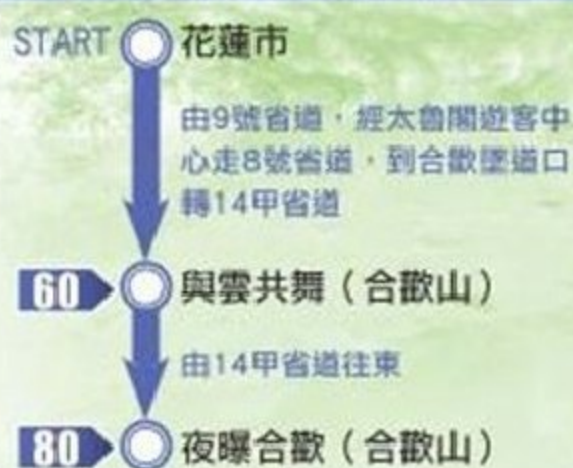 START 花蓮市
由9號省道，經太魯閣遊客中
心走8號省道，到合歡墜道口
轉14甲省道
60 與雲共舞（合歡山）
由14甲省道往東
80 夜曝合歡（合歡山）